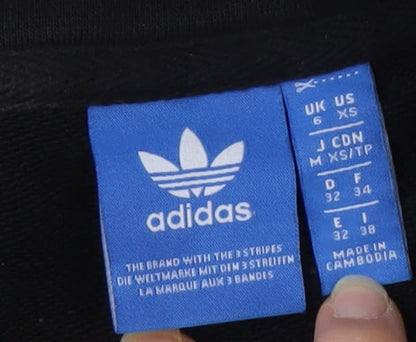 adidas
THE BRAND WITH THE 3 STRIPES
DIE WELTMARKE MIT DEN 3 STREIFEN
LA MARQUE AUX 3 BANDES
UK US
6 XS
J CDN
M XS/TP
D F
32 34
E I
32 38
MADE IN
CAMBODIA